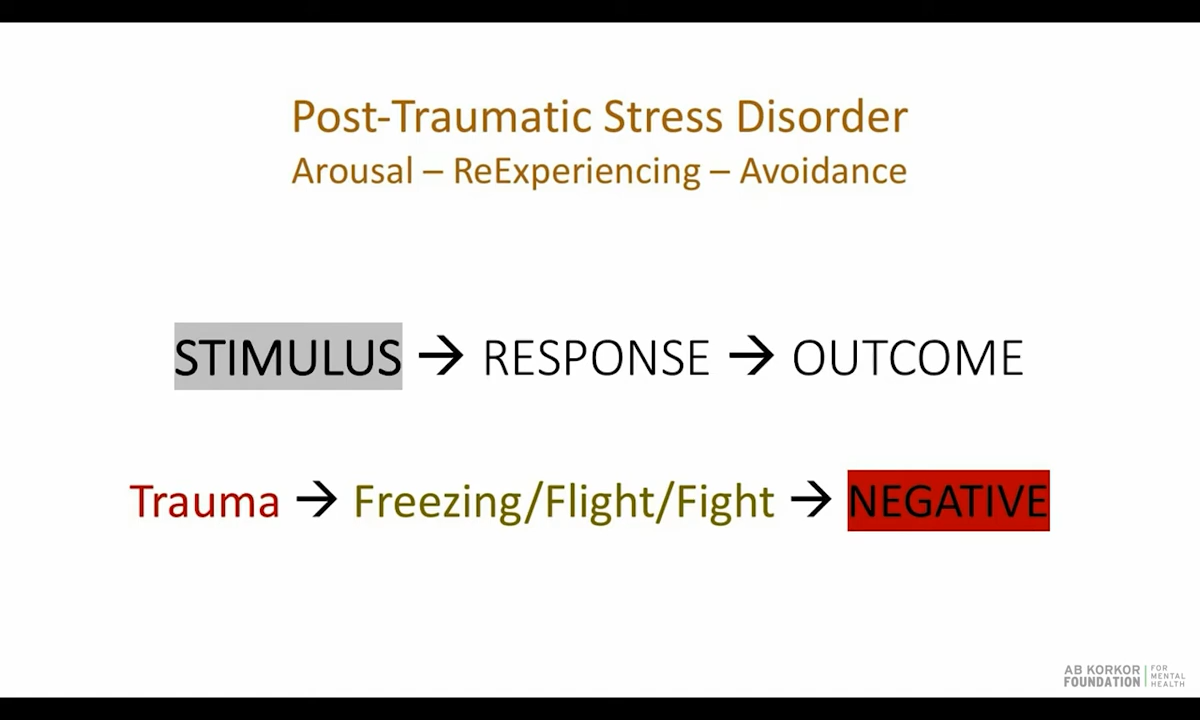 Post-Traumatic Stress Disorder
Arousal – ReExperiencing – Avoidance
STIMULUS → RESPONSE → OUTCOME
Trauma → Freezing/Flight/Fight → NEGATIVE
AB KORKOR
FOUNDATION
FOR
MENTAL
HEALTH